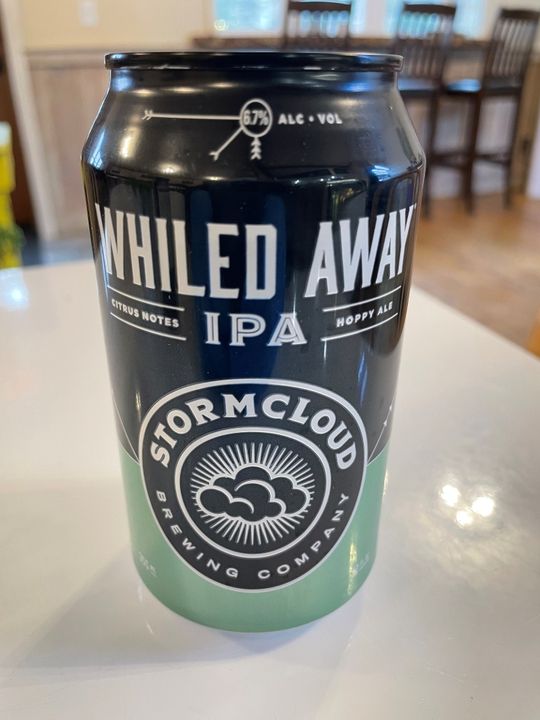 6.7% ALC • VOL
WHILED AWAY
CITRUS NOTES
IPA
HOPPY ALE
STORMCLOUD
BREWING COMPANY